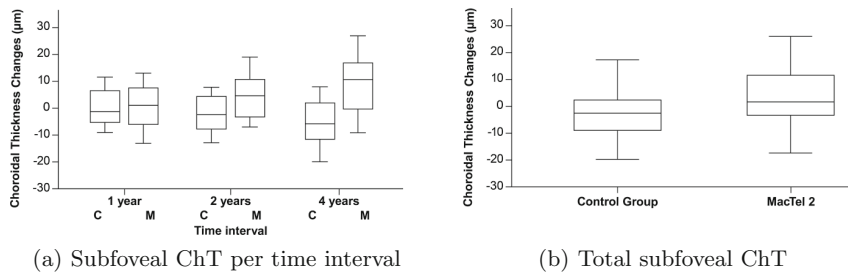 Choroidal Thickness Changes (µm)
30
20
10
0
-10
-20
-30
1 year 2 years 4 years
C M C M C M
Time interval
(a) Subfoveal ChT per time interval
Choroidal Thickness Changes (µm)
30
20
10
0
-10
-20
-30
Control Group MacTel 2
(b) Total subfoveal ChT